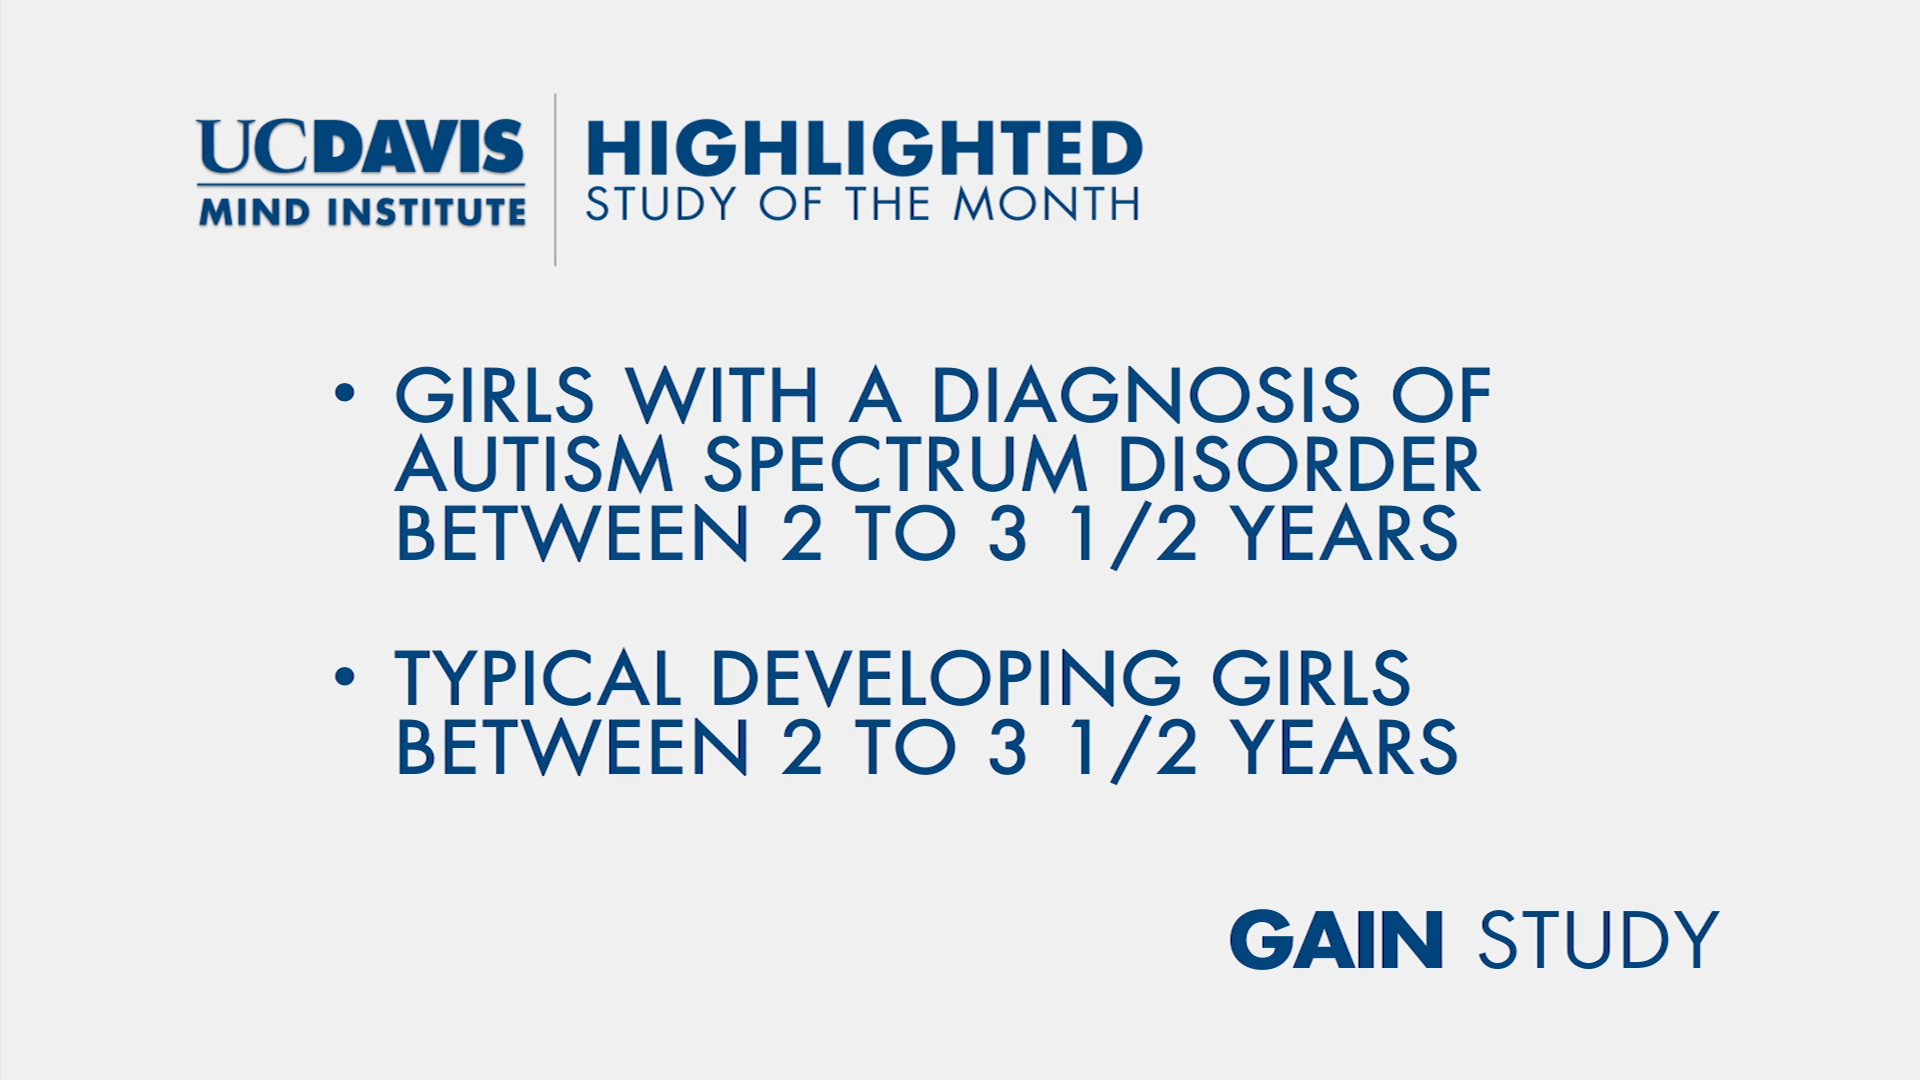 UCDAVIS
MIND INSTITUTE
HIGHLIGHTED
STUDY OF THE MONTH
• GIRLS WITH A DIAGNOSIS OF
AUTISM SPECTRUM DISORDER
BETWEEN 2 TO 3 1/2 YEARS
• TYPICAL DEVELOPING GIRLS
BETWEEN 2 TO 3 1/2 YEARS
GAIN STUDY